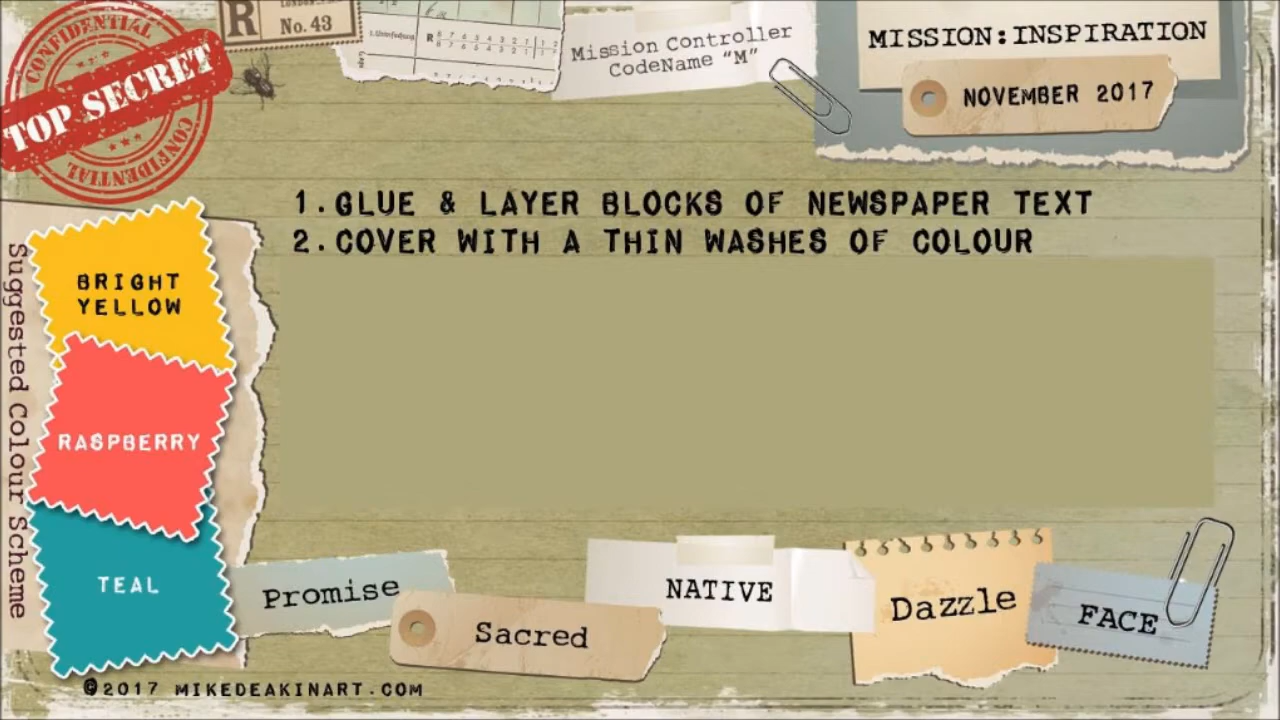 CONFIDENTIAL
TOP SECRET
CONFIDENTIAL
R
No. 43
Mission Controller
CodeName "M"
MISSION:INSPIRATION
NOVEMBER 2017
1.GLUE & LAYER BLOCKS OF NEWSPAPER TEXT
2.COVER WITH A THIN WASHES OF COLOUR
Suggested Colour Scheme
BRIGHT
YELLOW
RASPBERRY
TEAL
Promise
Sacred
NATIVE
Dazzle
FACE
©2017 MIKEDEAKINART.COM